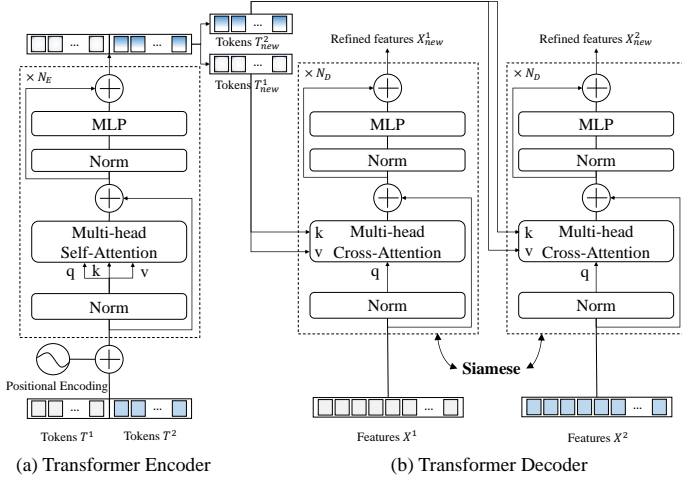 ...
...
...
Tokens T²new
...
Tokens T¹new
Refined features X¹new
Refined features X²new
× N_E
MLP
Norm
Multi-head
Self-Attention
q k v
Norm
Positional Encoding
...
...
Tokens T¹
Tokens T²
(a) Transformer Encoder
× N_D
MLP
Norm
k
v
Multi-head
Cross-Attention
q
Norm
× N_D
MLP
Norm
k
v
Multi-head
Cross-Attention
q
Norm
Siamese
...
Features X¹
...
Features X²
(b) Transformer Decoder